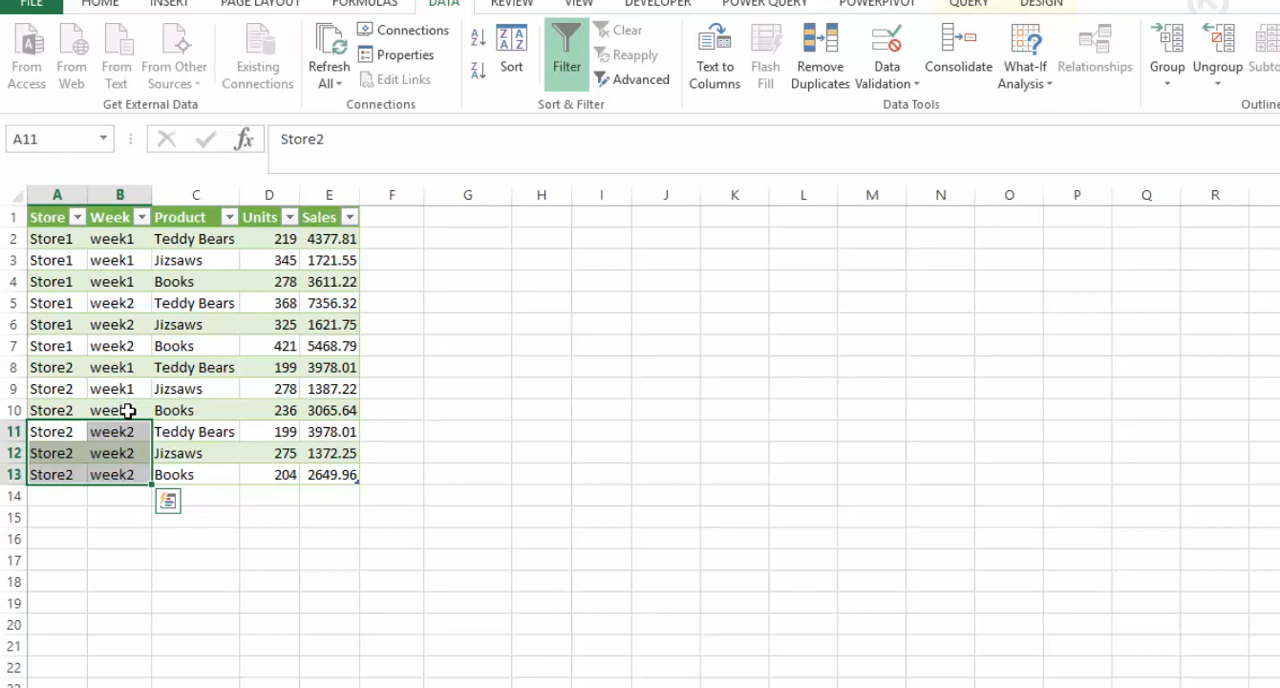 FILE HOME INSERT PAGE LAYOUT FORMULAS DATA REVIEW VIEW DEVELOPER POWER QUERY POWERPIVOT QUERY DESIGN
From Access
From Web
From Text
From Other Sources
Existing Connections
Get External Data
Refresh All
Connections
Properties
Edit Links
Connections
Sort
Filter
Clear
Reapply
Advanced
Sort & Filter
Text to Columns
Flash Fill
Remove Duplicates
Data Validation
Consolidate
What-If Analysis
Relationships
Data Tools
Group
Ungroup
A11 fx Store2
A B C D E F G H I J K L M N O P Q R
1 Store Week Product Units Sales
2 Store1 week1 Teddy Bears 219 4377.81
3 Store1 week1 Jizsaws 345 1721.55
4 Store1 week1 Books 278 3611.22
5 Store1 week2 Teddy Bears 368 7356.32
6 Store1 week2 Jizsaws 325 1621.75
7 Store1 week2 Books 421 5468.79
8 Store2 week1 Teddy Bears 199 3978.01
9 Store2 week1 Jizsaws 278 1387.22
10 Store2 Books 236 3065.64
11 Store2 week2 Teddy Bears 199 3978.01
12 Store2 week2 Jizsaws 275 1372.25
13 Store2 week2 Books 204 2649.96
14
15
16
17
18
19
20
21
22